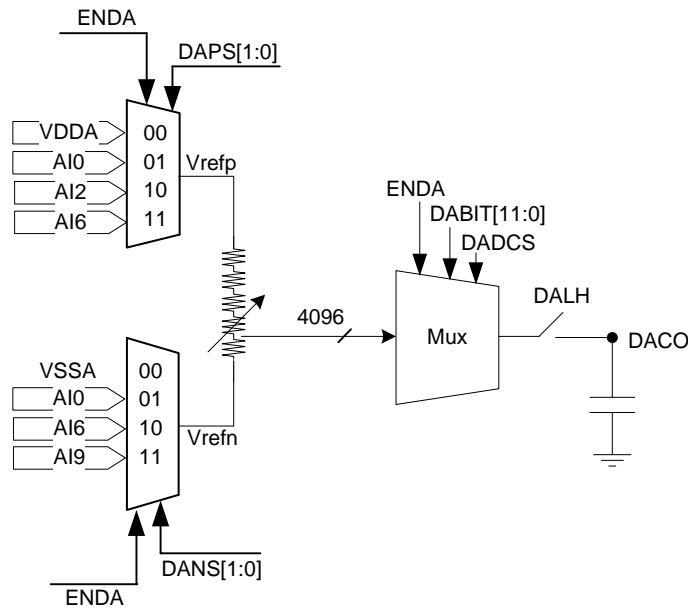 ENDA
DAPS[1:0]
VDDA 00
AI0 01
AI2 10
AI6 11
Vrefp
ENDA
DABIT[11:0]
DADCS
4096
Mux
DALH
DACO
VSSA 00
AI0 01
AI6 10
AI9 11
Vrefn
DANS[1:0]
ENDA